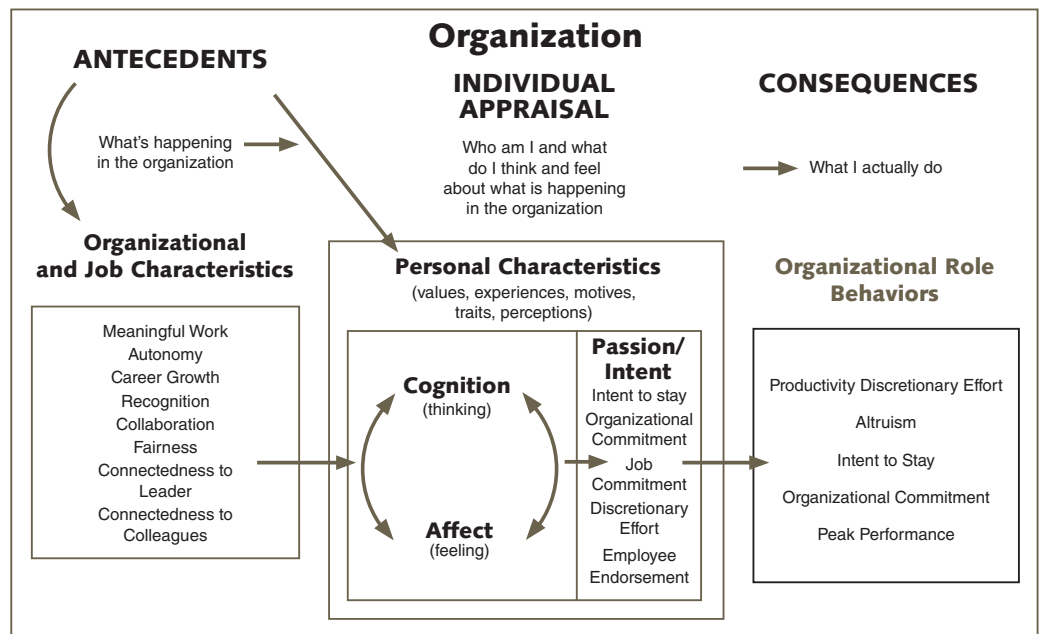 Organization
ANTECEDENTS
What's happening
in the organization
Organizational
and Job Characteristics
Meaningful Work
Autonomy
Career Growth
Recognition
Collaboration
Fairness
Connectedness to
Leader
Connectedness to
Colleagues
INDIVIDUAL
APPRAISAL
Who am I and what
do I think and feel
about what is happening
in the organization
Personal Characteristics
(values, experiences, motives,
traits, perceptions)
Cognition
(thinking)
Affect
(feeling)
Passion/
Intent
Intent to stay
Organizational
Commitment
Job
Commitment
Discretionary
Effort
Employee
Endorsement
CONSEQUENCES
What I actually do
Organizational Role
Behaviors
Productivity Discretionary Effort
Altruism
Intent to Stay
Organizational Commitment
Peak Performance